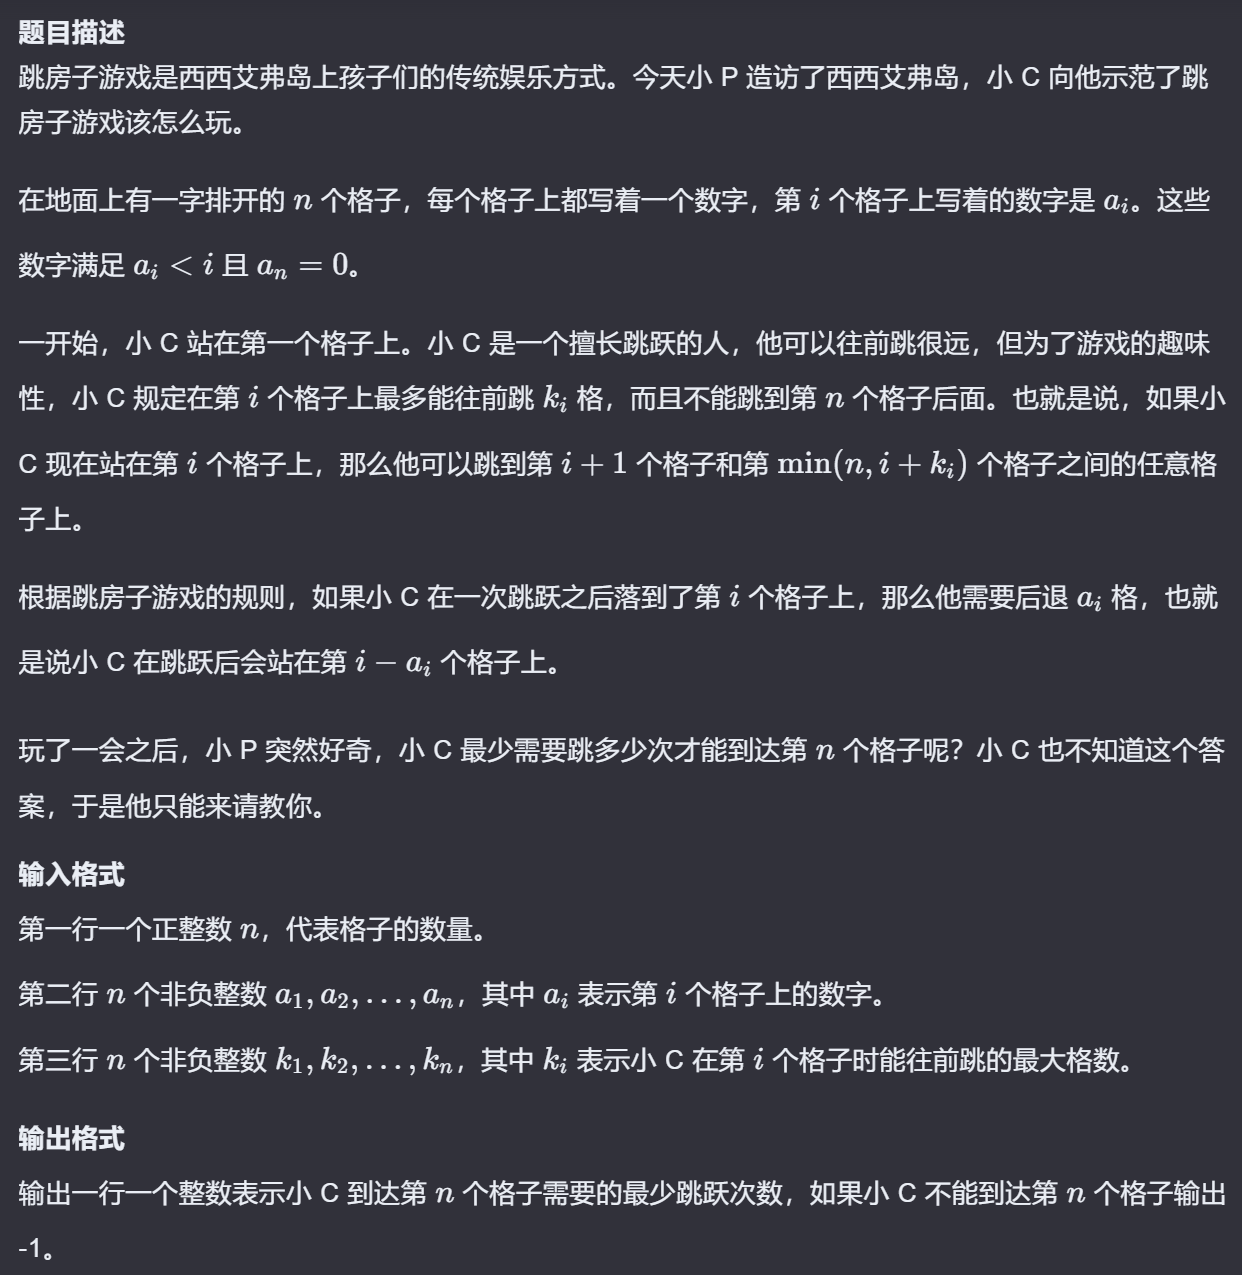 题目描述
跳房子游戏是西西艾弗岛上孩子们的传统娱乐方式。今天小 P 造访了西西艾弗岛，小 C 向他示范了跳
房子游戏该怎么玩。
在地面上有一字排开的 n 个格子，每个格子上都写着一个数字，第 i 个格子上写着的数字是 a_i。这些
数字满足 a_i < i 且 a_n = 0。
一开始，小 C 站在第一个格子上。小 C 是一个擅长跳跃的人，他可以往前跳很远，但为了游戏的趣味
性，小 C 规定在第 i 个格子上最多能往前跳 k_i 格，而且不能跳到第 n 个格子后面。也就是说，如果小
C 现在站在第 i 个格子上，那么他可以跳到第 i + 1 个格子和第 min(n, i + k_i) 个格子之间的任意格
子上。
根据跳房子游戏的规则，如果小 C 在一次跳跃之后落到了第 i 个格子上，那么他需要后退 a_i 格，也就
是说小 C 在跳跃后会站在第 i − a_i 个格子上。
玩了一会之后，小 P 突然好奇，小 C 最少需要跳多少次才能到达第 n 个格子呢？小 C 也不知道这个答
案，于是他只能来请教你。
输入格式
第一行一个正整数 n，代表格子的数量。
第二行 n 个非负整数 a_1, a_2, . . . , a_n，其中 a_i 表示第 i 个格子上的数字。
第三行 n 个非负整数 k_1, k_2, . . . , k_n，其中 k_i 表示小 C 在第 i 个格子时能往前跳的最大格数。
输出格式
输出一行一个整数表示小 C 到达第 n 个格子需要的最少跳跃次数，如果小 C 不能到达第 n 个格子输出
-1。